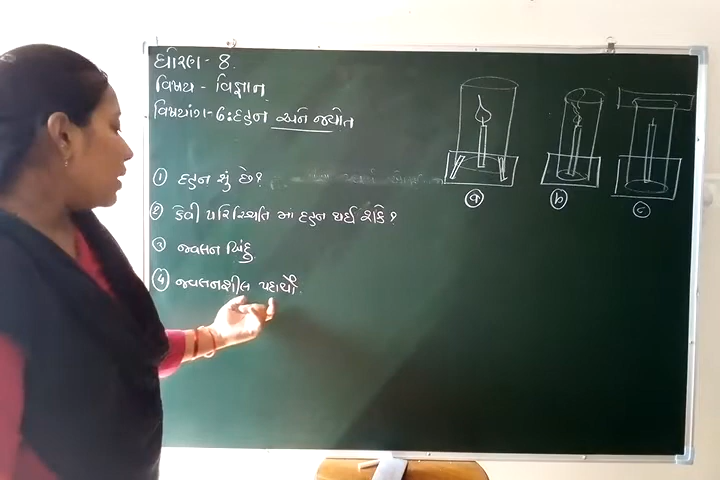 ધોરણ - 8.
વિષય - વિજ્ઞાન.
વિષયાંશ - 6 : દહન અને જ્યોત
① દહન શું છે?
② કેવી પરિસ્થિતિ માં દહન થઈ શકે?
③ જ્વલન બિંદુ
④ જ્વલનશીલ પદાર્થો.
ⓐ ⓑ ⓒ